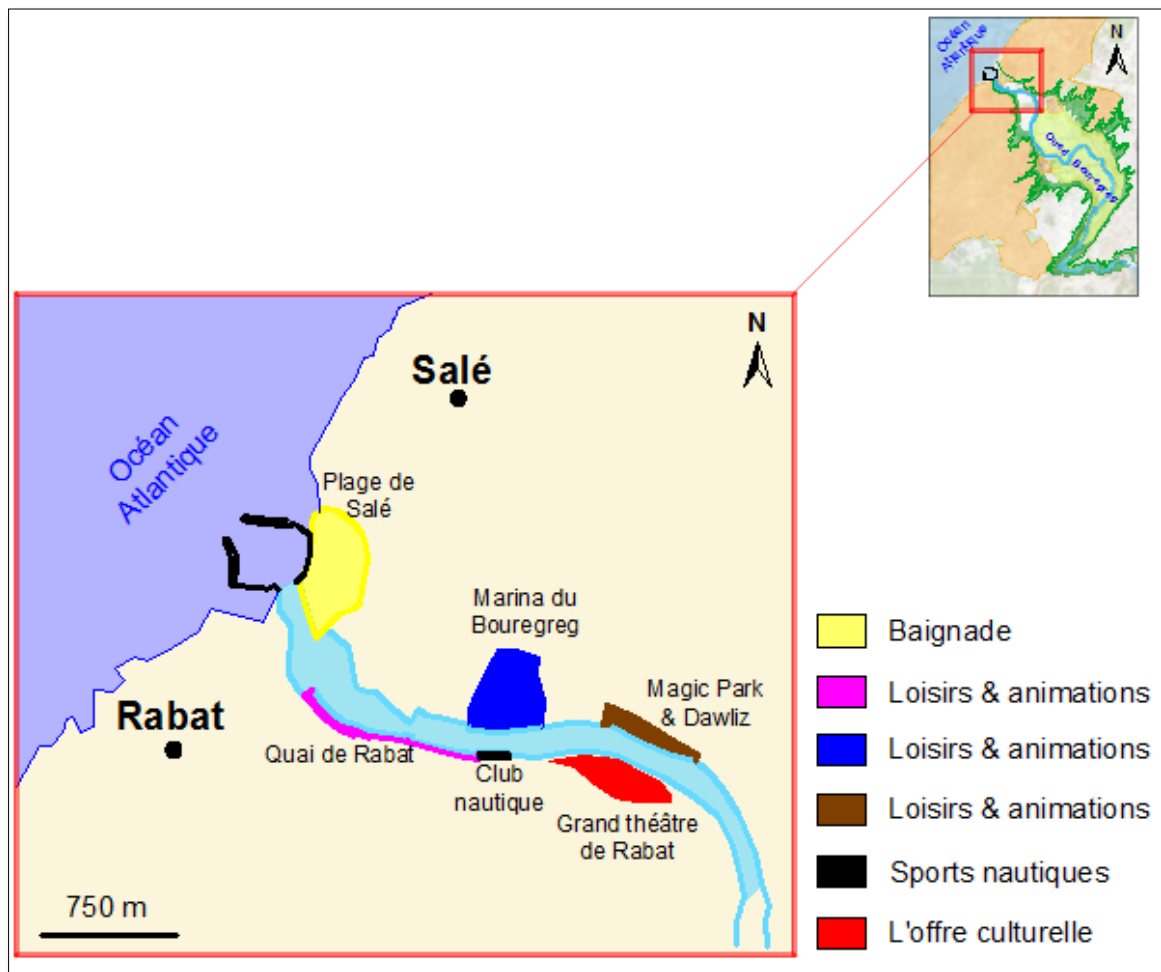 Océan
Atlantique
N
Oued Bouregreg
N
Salé
Océan
Atlantique
Plage de
Salé
Marina du
Bouregreg
Magic Park
& Dawliz
Rabat
Quai de Rabat
Club
nautique
Grand théâtre
de Rabat
750 m
Baignade
Loisirs & animations
Loisirs & animations
Loisirs & animations
Sports nautiques
L'offre culturelle